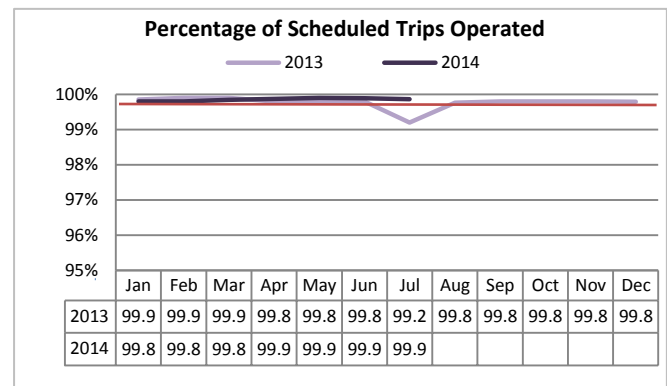 Percentage of Scheduled Trips Operated
2013 2014
100%
99%
98%
97%
96%
95%
Jan Feb Mar Apr May Jun Jul Aug Sep Oct Nov Dec
2013 99.9 99.9 99.9 99.8 99.8 99.8 99.2 99.8 99.8 99.8 99.8 99.8
2014 99.8 99.8 99.8 99.9 99.9 99.9 99.9